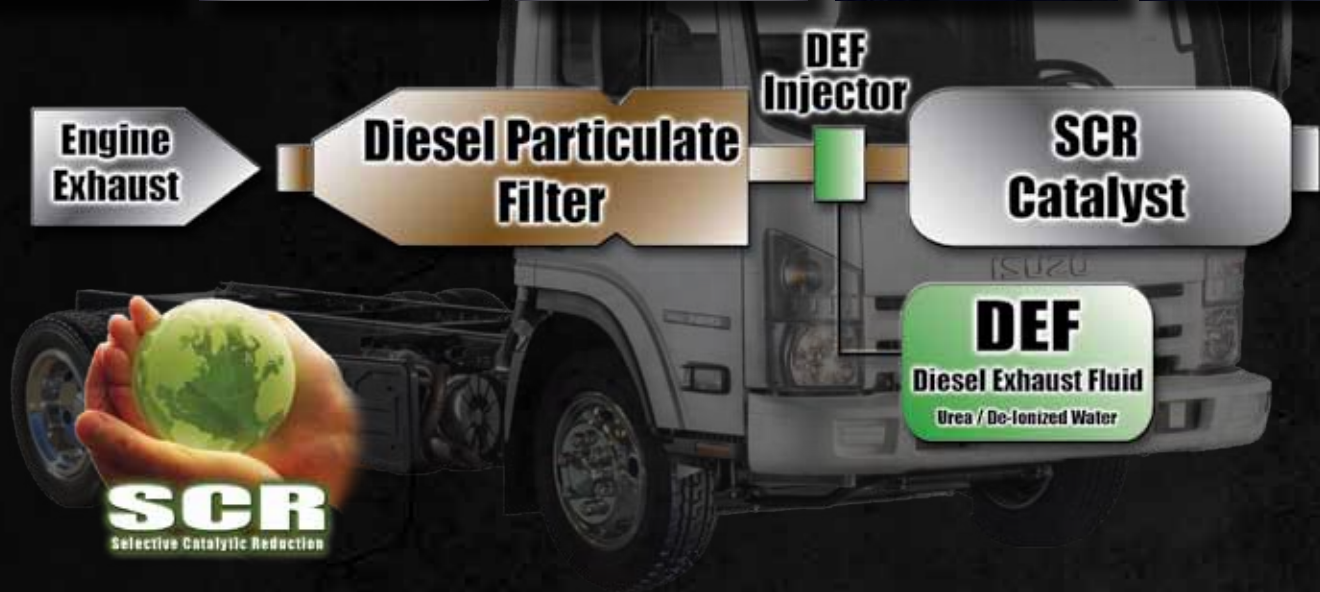 DEF
Injector
Engine
Exhaust
Diesel Particulate
Filter
SCR
Catalyst
ISUZU
DEF
Diesel Exhaust Fluid
Urea / De-Ionized Water
SCR
Selective Catalytic Reduction